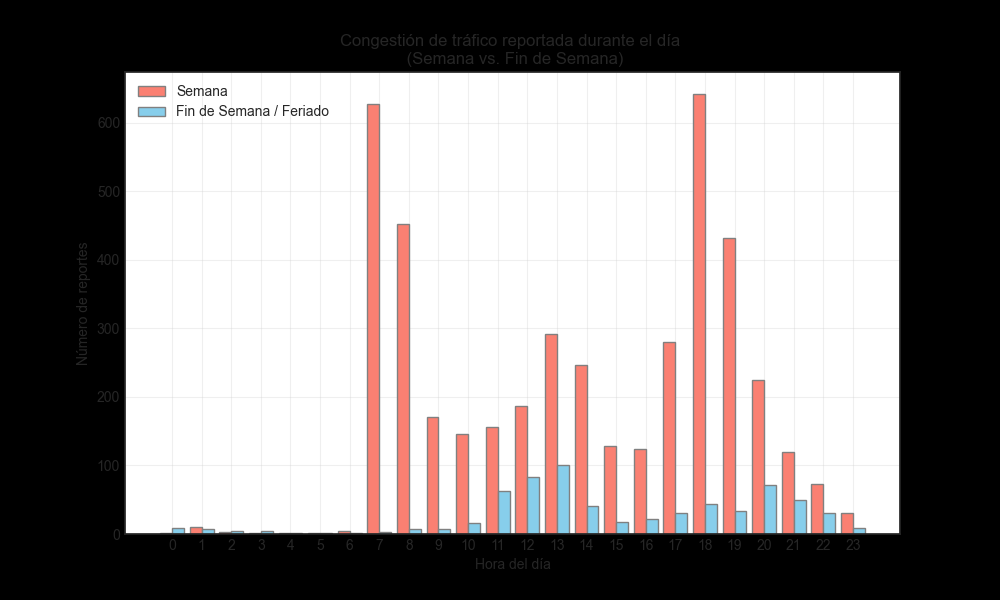 Congestión de tráfico reportada durante el día
(Semana vs. Fin de Semana)
Semana
Fin de Semana / Feriado
Número de reportes
600
500
400
300
200
100
0
0 1 2 3 4 5 6 7 8 9 10 11 12 13 14 15 16 17 18 19 20 21 22 23
Hora del día